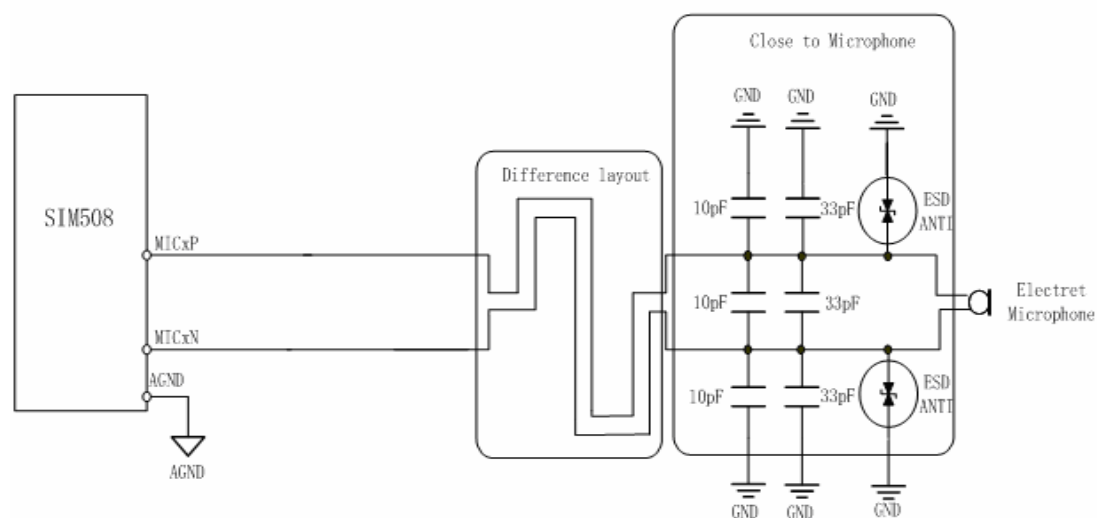 Close to Microphone
GND GND GND
Difference layout
SIM508
10pF 33pF ESD
ANTI
MICxP
10pF 33pF
Electret
Microphone
MICxN
AGND
10pF 33pF ESD
ANTI
AGND
GND GND GND